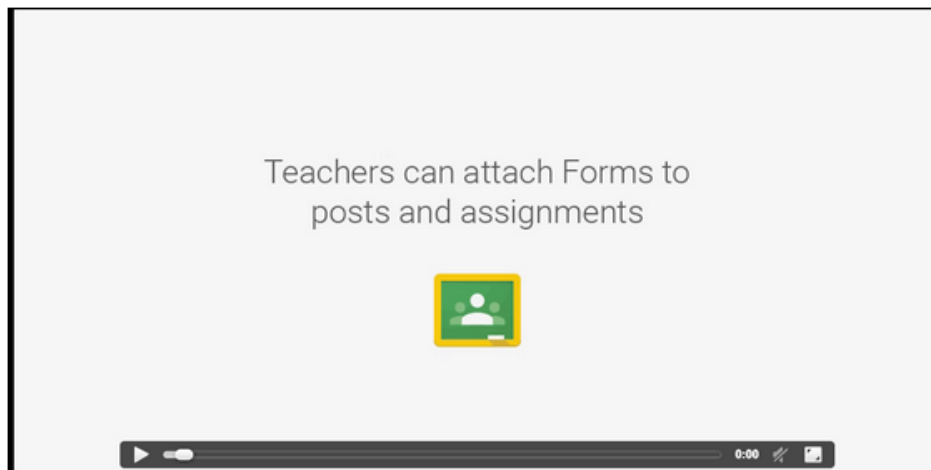 Teachers can attach Forms to
posts and assignments
0:00